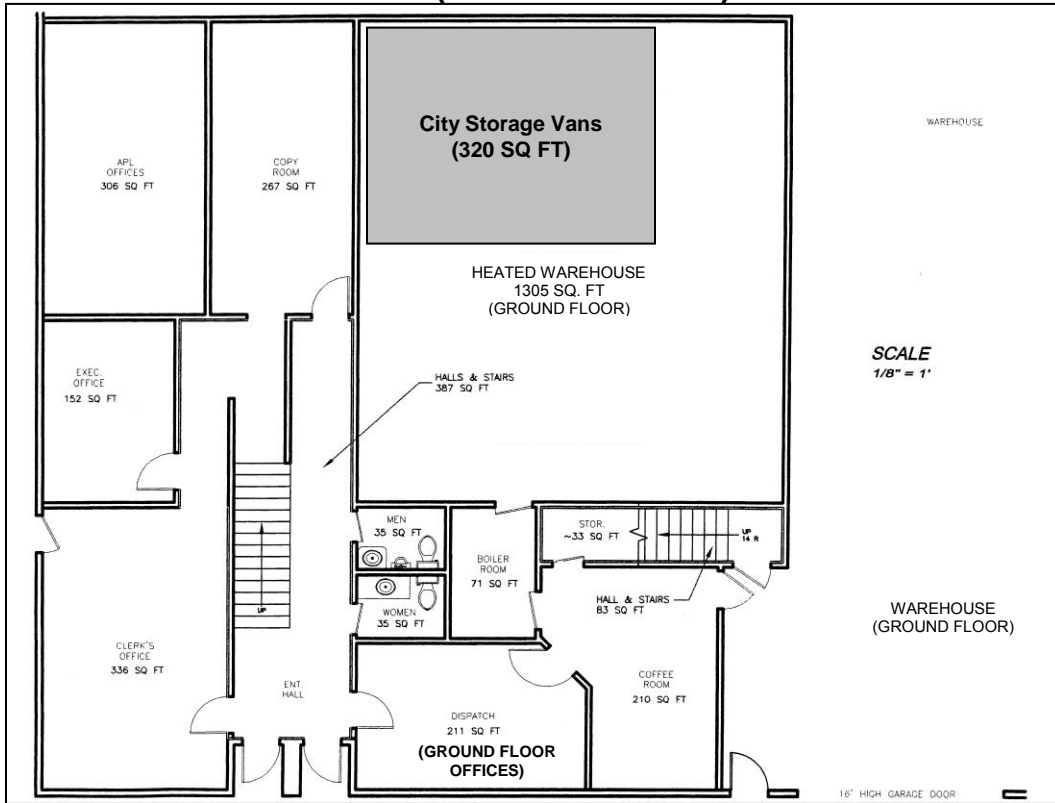 City Storage Vans
(320 SQ FT)
WAREHOUSE
APL
OFFICES
306 SQ FT
COPY
ROOM
267 SQ FT
HEATED WAREHOUSE
1305 SQ. FT
(GROUND FLOOR)
SCALE
1/8" = 1'
EXEC.
OFFICE
152 SQ FT
HALLS & STAIRS
387 SQ FT
MEN
35 SQ FT
STOR.
~33 SQ FT
UP
14 R
BOILER
ROOM
71 SQ FT
HALL & STAIRS
83 SQ FT
WOMEN
35 SQ FT
UP
WAREHOUSE
(GROUND FLOOR)
CLERK'S
OFFICE
336 SQ FT
ENT.
HALL
COFFEE
ROOM
210 SQ FT
DISPATCH
211 SQ FT
(GROUND FLOOR
OFFICES)
16' HIGH GARAGE DOOR